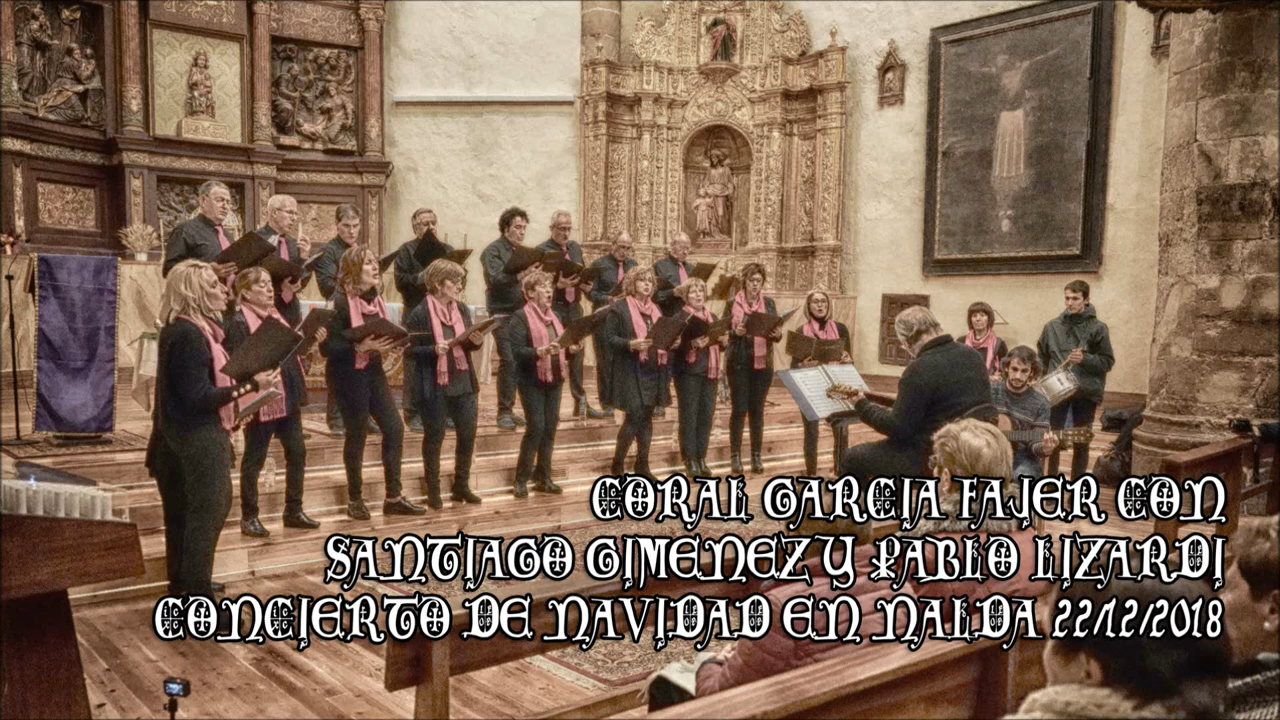 CORAL GARCIA FAJER CON
SANTIAGO GIMENEZ Y PABLO LIZARDI
CONCIERTO DE NAVIDAD EN NALDA 22/12/2018